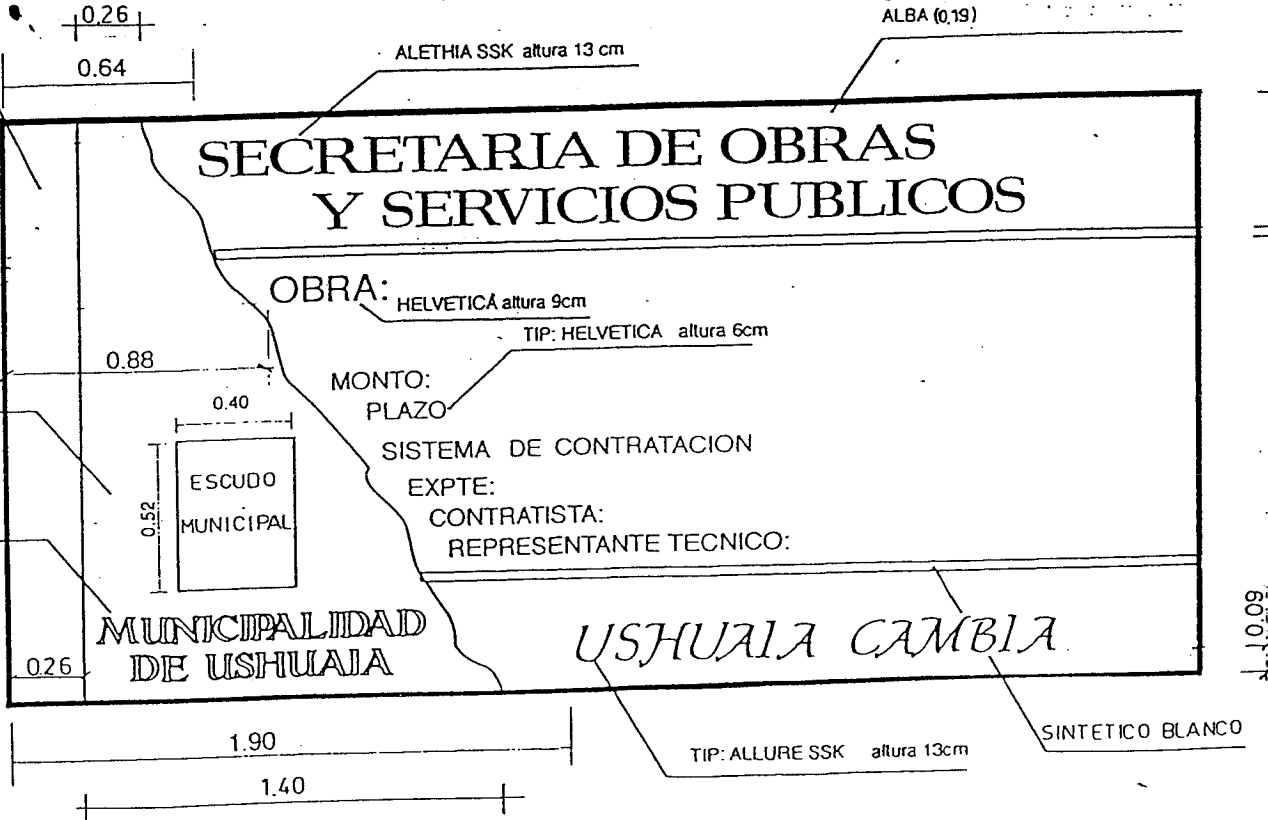 0.26
ALBA (0,19)
0.64
ALETHIA SSK altura 13 cm
SECRETARIA DE OBRAS
Y SERVICIOS PUBLICOS
OBRA:
HELVETICA altura 9cm
TIP: HELVETICA altura 6cm
0.88
MONTO:
PLAZO
0.40
SISTEMA DE CONTRATACION
ESCUDO
MUNICIPAL
0.52
EXPTE:
CONTRATISTA:
REPRESENTANTE TECNICO:
MUNICIPALIDAD
DE USHUAIA
USHUAIA CAMBIA
0.09
0.26
SINTETICO BLANCO
1.90
TIP: ALLURE SSK altura 13cm
1.40